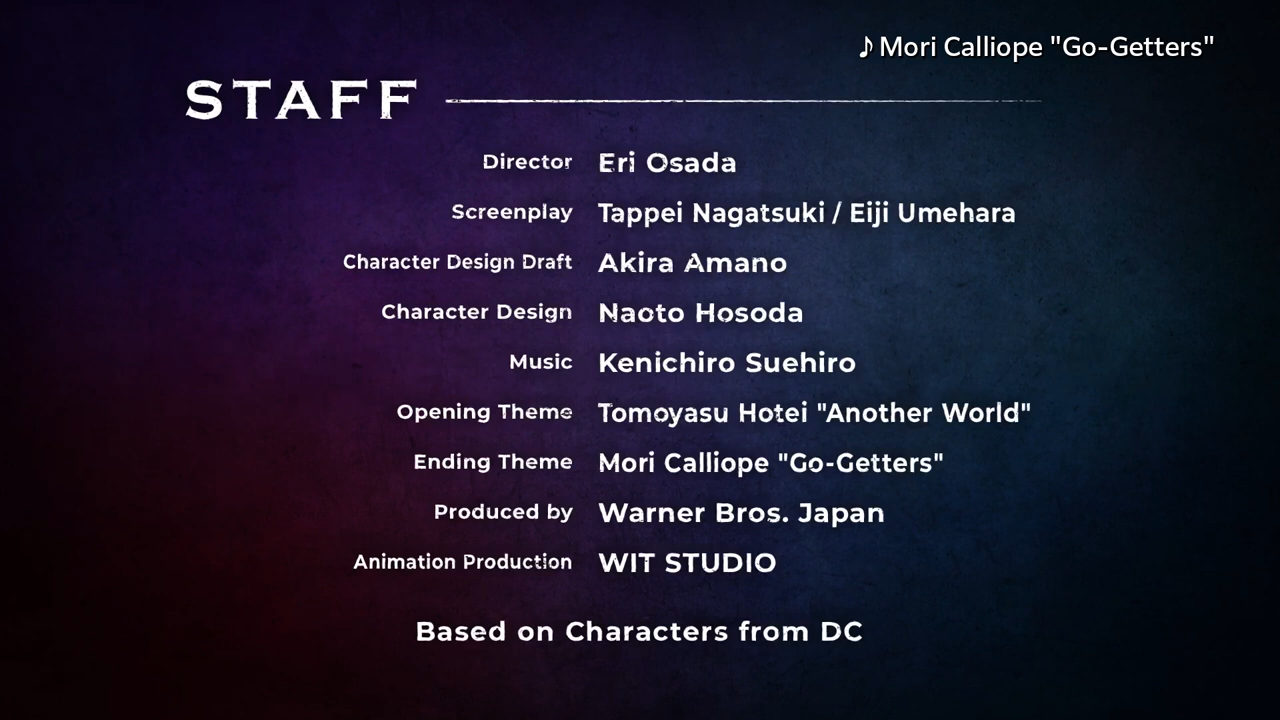 ♪ Mori Calliope "Go-Getters"
STAFF
Director Eri Osada
Screenplay Tappei Nagatsuki / Eiji Umehara
Character Design Draft Akira Amano
Character Design Naoto Hosoda
Music Kenichiro Suehiro
Opening Theme Tomoyasu Hotei "Another World"
Ending Theme Mori Calliope "Go-Getters"
Produced by Warner Bros. Japan
Animation Production WIT STUDIO
Based on Characters from DC